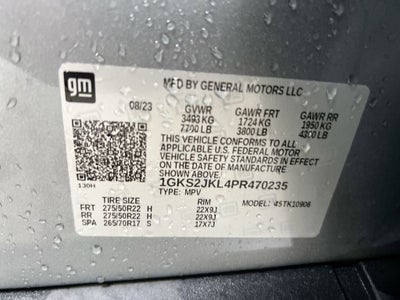 gm
MFD BY GENERAL MOTORS LLC
08/23 GVWR GAWR FRT GAWR RR
3493 KG 1724 KG 1950 KG
7700 LB 3800 LB 4300 LB
THIS VEHICLE CONFORMS TO ALL
APPLICABLE U.S. FEDERAL MOTOR
VEHICLE SAFETY STANDARDS IN
EFFECT ON THE DATE OF
MANUFACTURE SHOWN ABOVE.
130H 1GKS2JKL4PR470235
TYPE: MPV MODEL: 4STK10906
TIRE SIZE RIM
FRT 275/50R22 H 22X9J
RR 275/50R22 H 22X9J
SPA 265/70R17 S 17X7J